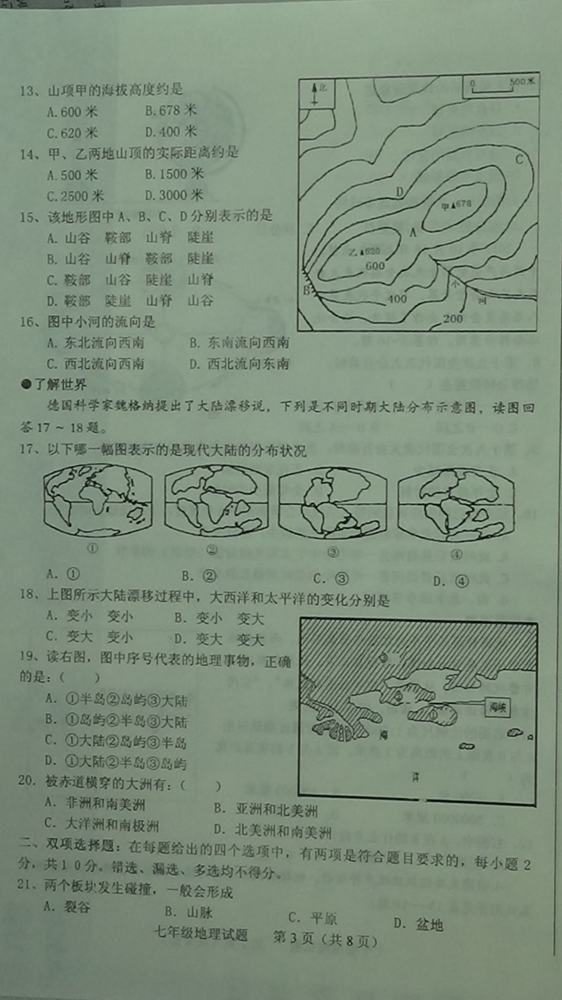 13、山项甲的海拔高度约是
A.600 米 B.678 米
C.620 米 D.400 米
14、甲、乙两地山顶的实际距离约是
A.500 米 B.1500 米
C.2500 米 D.3000 米
15、该地形图中 A、B、C、D 分别表示的是
A. 山谷 鞍部 山脊 陡崖
B. 山谷 山脊 鞍部 陡崖
C. 鞍部 山谷 陡崖 山脊
D. 鞍部 陡崖 山脊 山谷
16、图中小河的流向是
A. 东北流向西南 B. 东南流向西南
C. 西北流向西南 D. 西北流向东南
北
0 500米
C
D
甲▲678
A
乙▲620
600
B
小
河
400
200
●了解世界
德国科学家魏格纳提出了大陆漂移说，下列是不同时期大陆分布示意图，读图回
答 17 ~ 18 题。
17、以下哪一幅图表示的是现代大陆的分布状况
① ② ③ ④
A. ① B. ② C. ③ D. ④
18、上图所示大陆漂移过程中，大西洋和太平洋的变化分别是
A. 变小 变小 B. 变小 变大
C. 变大 变小 D. 变大 变大
19、读右图，图中序号代表的地理事物，正确
的是：（ ）
A. ①半岛②岛屿③大陆
B. ①岛屿②半岛③大陆
C. ①大陆②岛屿③半岛
D. ①大陆②半岛③岛屿
③
②
①
海峡
海
洋
20. 被赤道横穿的大洲有：（ ）
A. 非洲和南美洲 B. 亚洲和北美洲
C. 大洋洲和南极洲 D. 北美洲和南美洲
二、双项选择题：在每题给出的四个选项中，有两项是符合题目要求的，每小题 2
分，共 1 0 分。错选、漏选、多选均不得分。
21、两个板块发生碰撞，一般会形成
A. 裂谷 B. 山脉 C. 平原 D. 盆地
七年级地理试题 第 3 页（共 8 页）